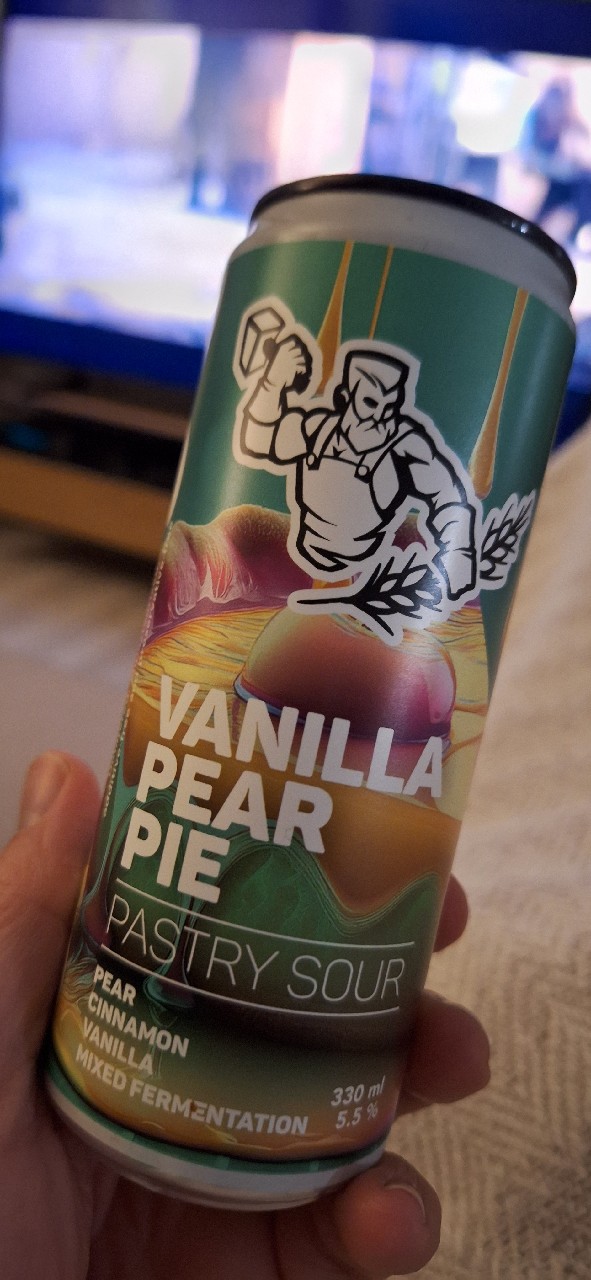 VANILLA
PEAR
PIE
PASTRY SOUR
PEAR
CINNAMON
VANILLA
MIXED FERMENTATION
330 ml
5.5 %